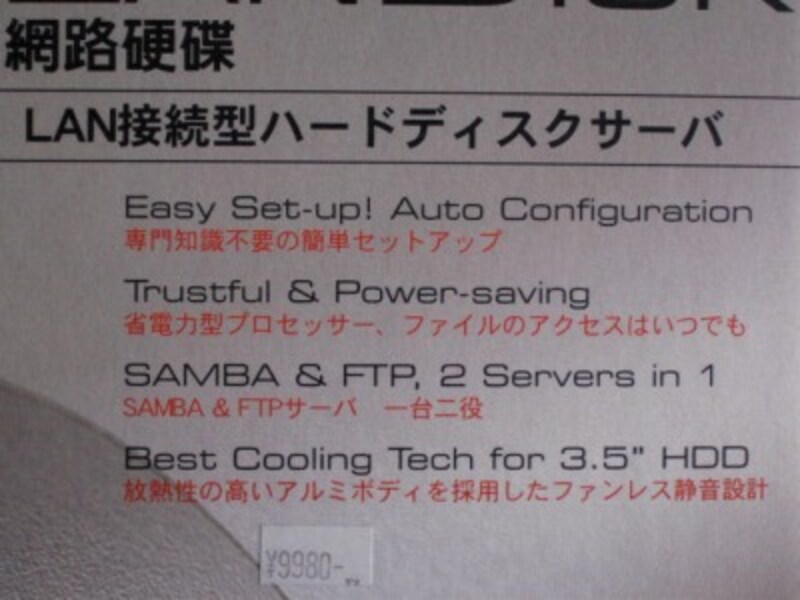 網路硬碟
LAN接続型ハードディスクサーバ
Easy Set-up! Auto Configuration
専門知識不要の簡単セットアップ
Trustful & Power-saving
省電力型プロセッサー、ファイルのアクセスはいつでも
SAMBA & FTP, 2 Servers in 1
SAMBA & FTPサーバ 一台二役
Best Cooling Tech for 3.5" HDD
放熱性の高いアルミボディを採用したファンレス静音設計
¥9980-